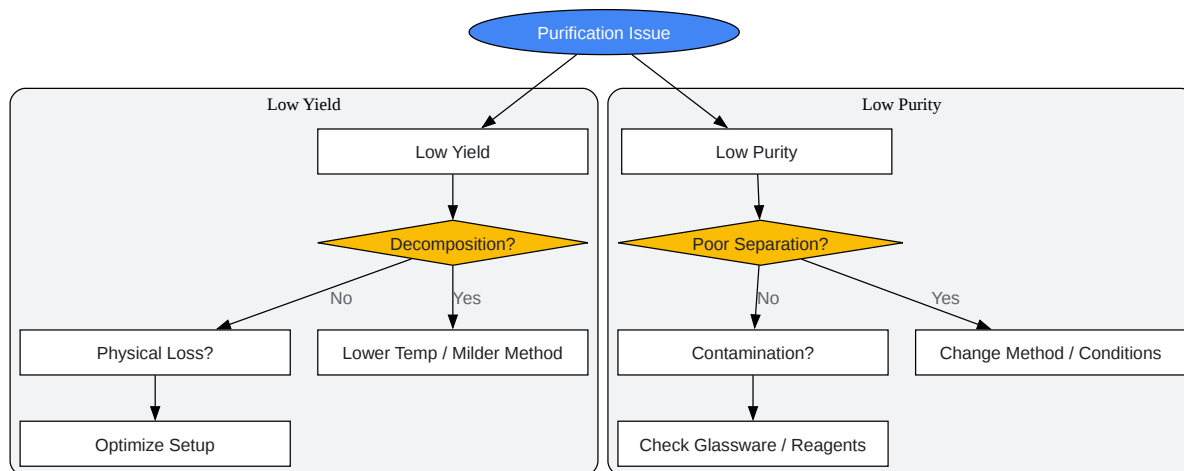 Purification Issue
Low Yield
Low Purity
Low Yield
Low Purity
Decomposition?
Poor Separation?
No
Yes
No
Yes
Physical Loss?
Lower Temp / Milder Method
Contamination?
Change Method / Conditions
Optimize Setup
Check Glassware / Reagents